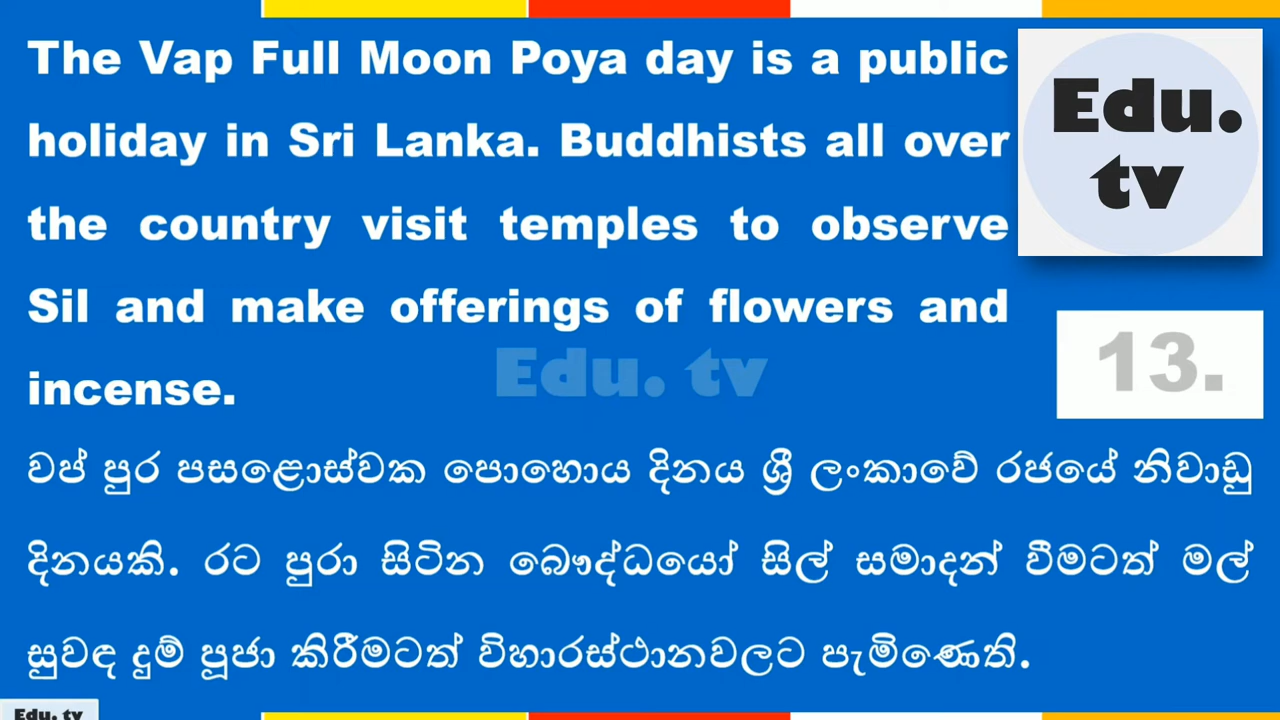 The Vap Full Moon Poya day is a public
holiday in Sri Lanka. Buddhists all over
the country visit temples to observe
Sil and make offerings of flowers and
incense.
Edu.
tv
13.
Edu. tv
වප් පුර පසළොස්වක පොහොය දිනය ශ්‍රී ලංකාවේ රජයේ නිවාඩු
දිනයකි. රට පුරා සිටින බෞද්ධයෝ සිල් සමාදන් වීමටත් මල්
සුවඳ දුම් පූජා කිරීමටත් විහාරස්ථානවලට පැමිණෙති.
Edu. tv